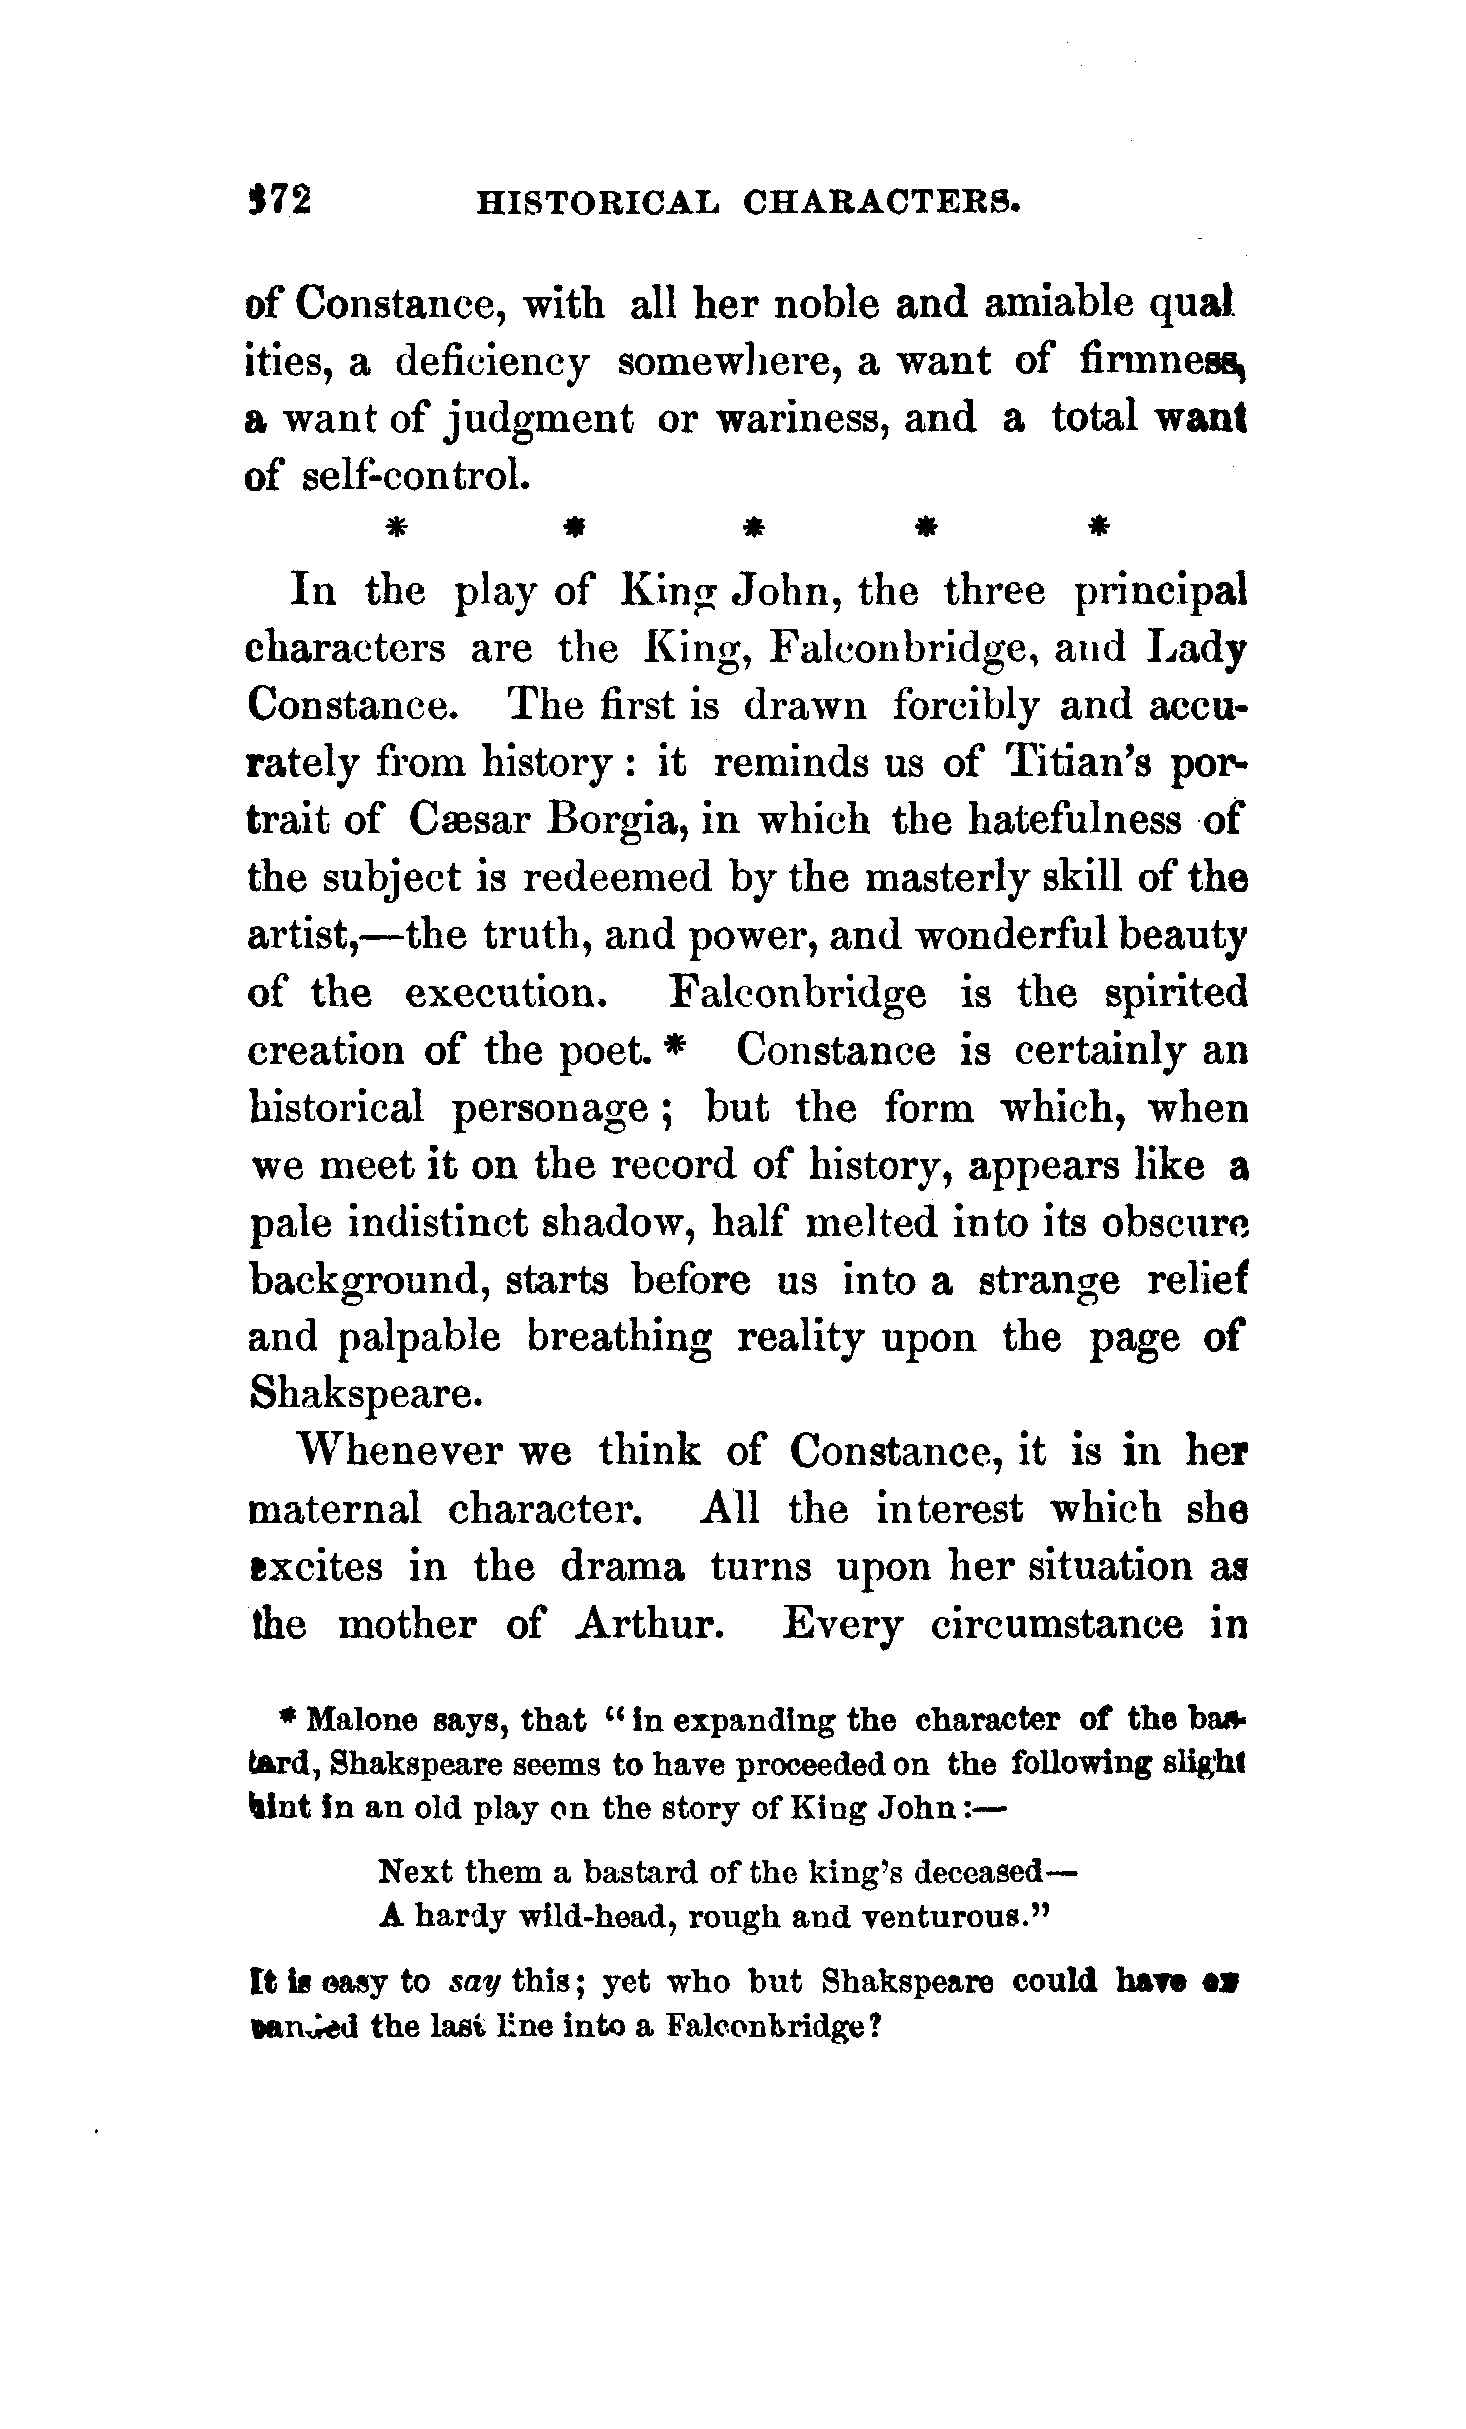 372 HISTORICAL CHARACTERS.
of Constance, with all her noble and amiable qual
ities, a deficiency somewhere, a want of firmness,
a want of judgment or wariness, and a total want
of self-control.
* * * * *
In the play of King John, the three principal
characters are the King, Falconbridge, and Lady
Constance. The first is drawn forcibly and accu-
rately from history : it reminds us of Titian's por-
trait of Cæsar Borgia, in which the hatefulness of
the subject is redeemed by the masterly skill of the
artist,—the truth, and power, and wonderful beauty
of the execution. Falconbridge is the spirited
creation of the poet. * Constance is certainly an
historical personage ; but the form which, when
we meet it on the record of history, appears like a
pale indistinct shadow, half melted into its obscure
background, starts before us into a strange relief
and palpable breathing reality upon the page of
Shakspeare.
Whenever we think of Constance, it is in her
maternal character. All the interest which she
excites in the drama turns upon her situation as
the mother of Arthur. Every circumstance in
* Malone says, that "in expanding the character of the bas-
tard, Shakspeare seems to have proceeded on the following slight
hint in an old play on the story of King John :—
Next them a bastard of the king's deceased—
A hardy wild-head, rough and venturous."
It is easy to say this; yet who but Shakspeare could have ex
panded the last line into a Falconbridge?